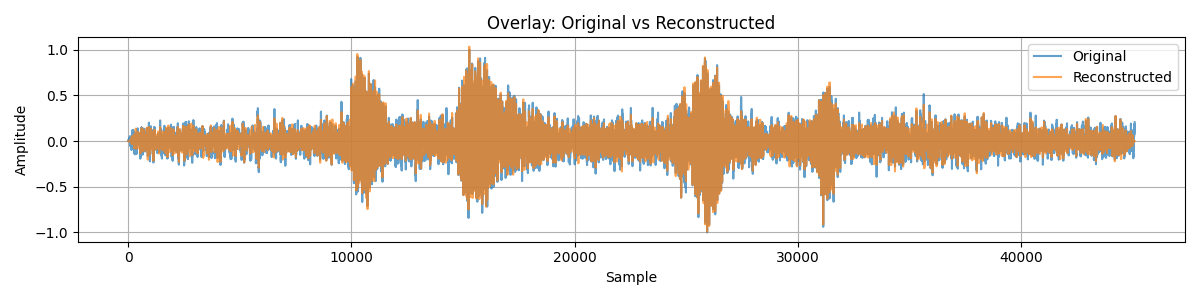 Overlay: Original vs Reconstructed
1.0
0.5
0.0
−0.5
−1.0
Amplitude
Original
Reconstructed
0
10000
20000
30000
40000
Sample